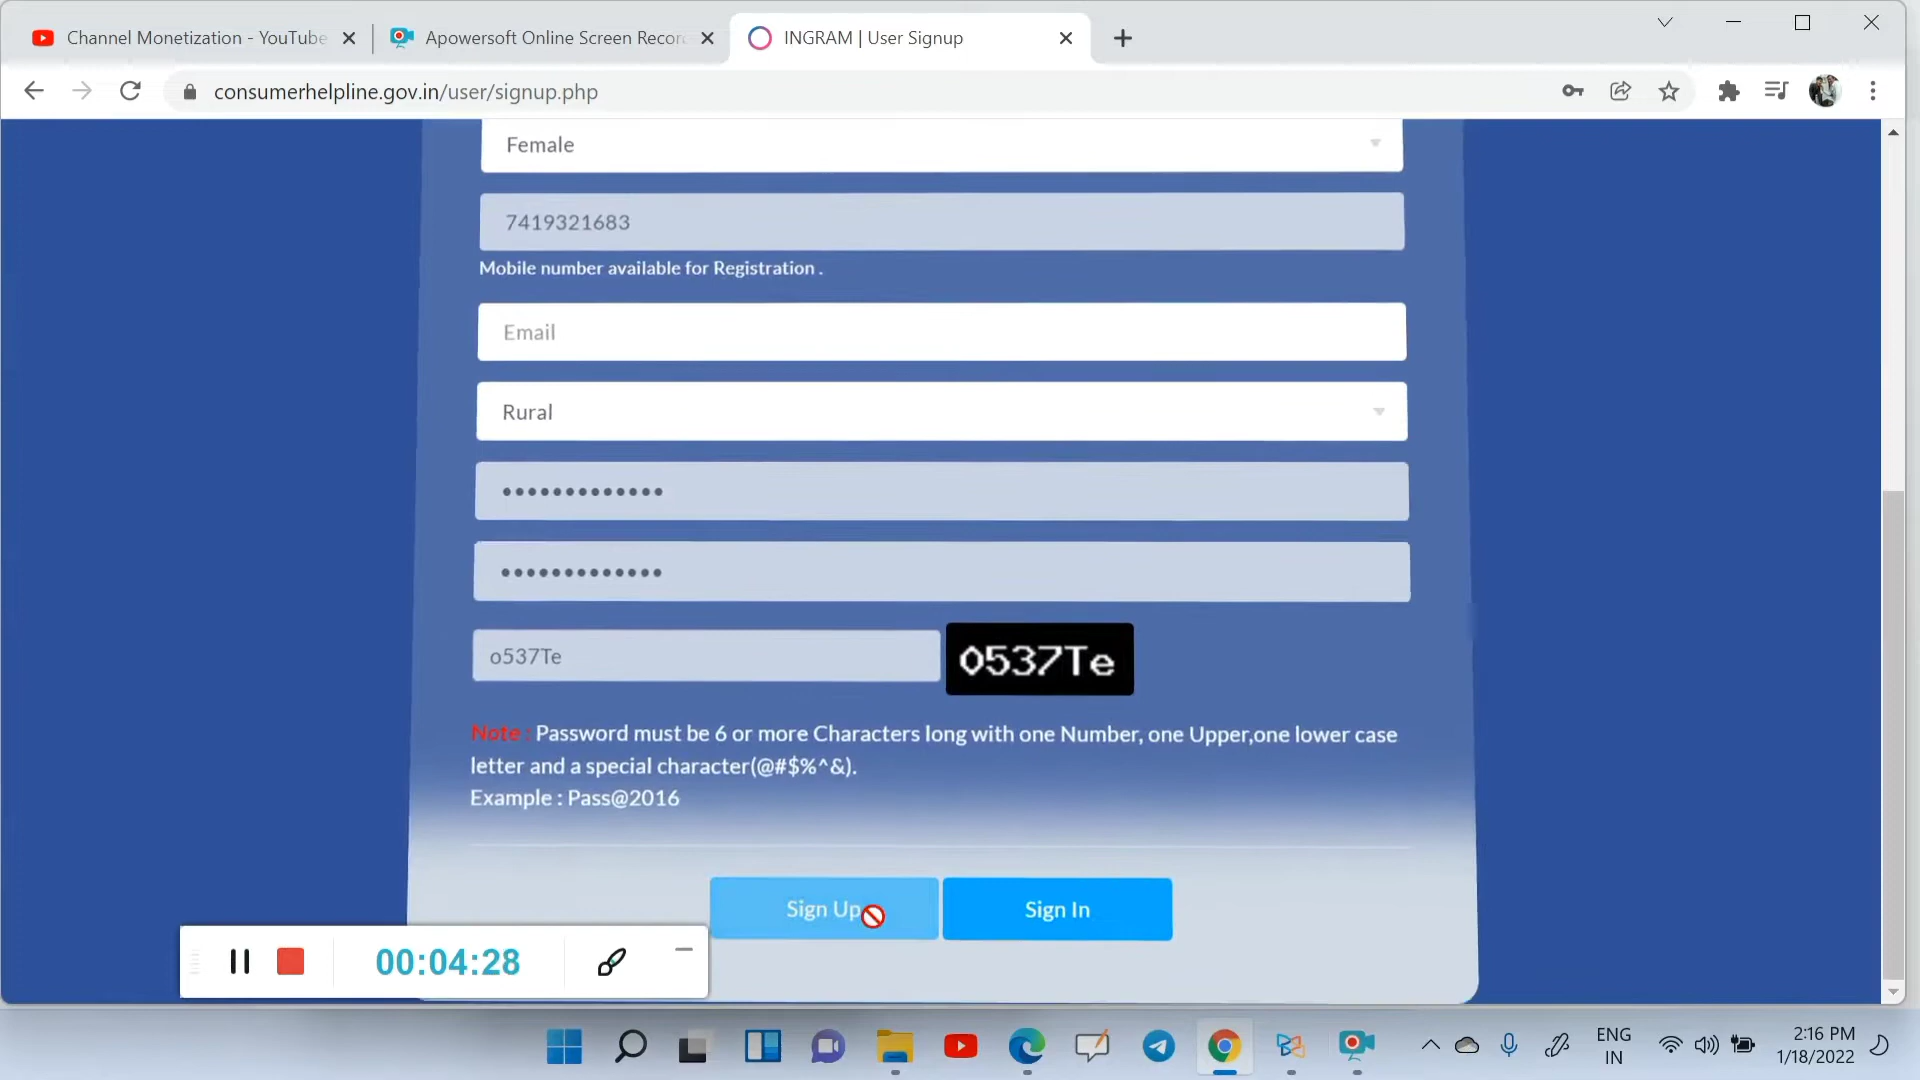 Channel Monetization - YouTube
Apowersoft Online Screen Recor
INGRAM | User Signup
consumerhelpline.gov.in/user/signup.php
Female
7419321683
Mobile number available for Registration .
Email
Rural
•••••••••••••
•••••••••••••
o537Te
o537Te
Note : Password must be 6 or more Characters long with one Number, one Upper,one lower case
letter and a special character(@#$%^&).
Example : Pass@2016
Sign Up
Sign In
00:04:28
ENG
IN
2:16 PM
1/18/2022